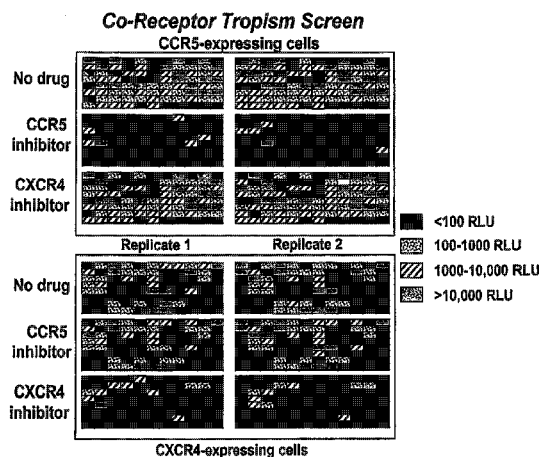 Co-Receptor Tropism Screen
CCR5-expressing cells
No drug
CCR5 inhibitor
CXCR4 inhibitor
Replicate 1
Replicate 2
<100 RLU
100-1000 RLU
1000-10,000 RLU
>10,000 RLU
No drug
CCR5 inhibitor
CXCR4 inhibitor
CXCR4-expressing cells